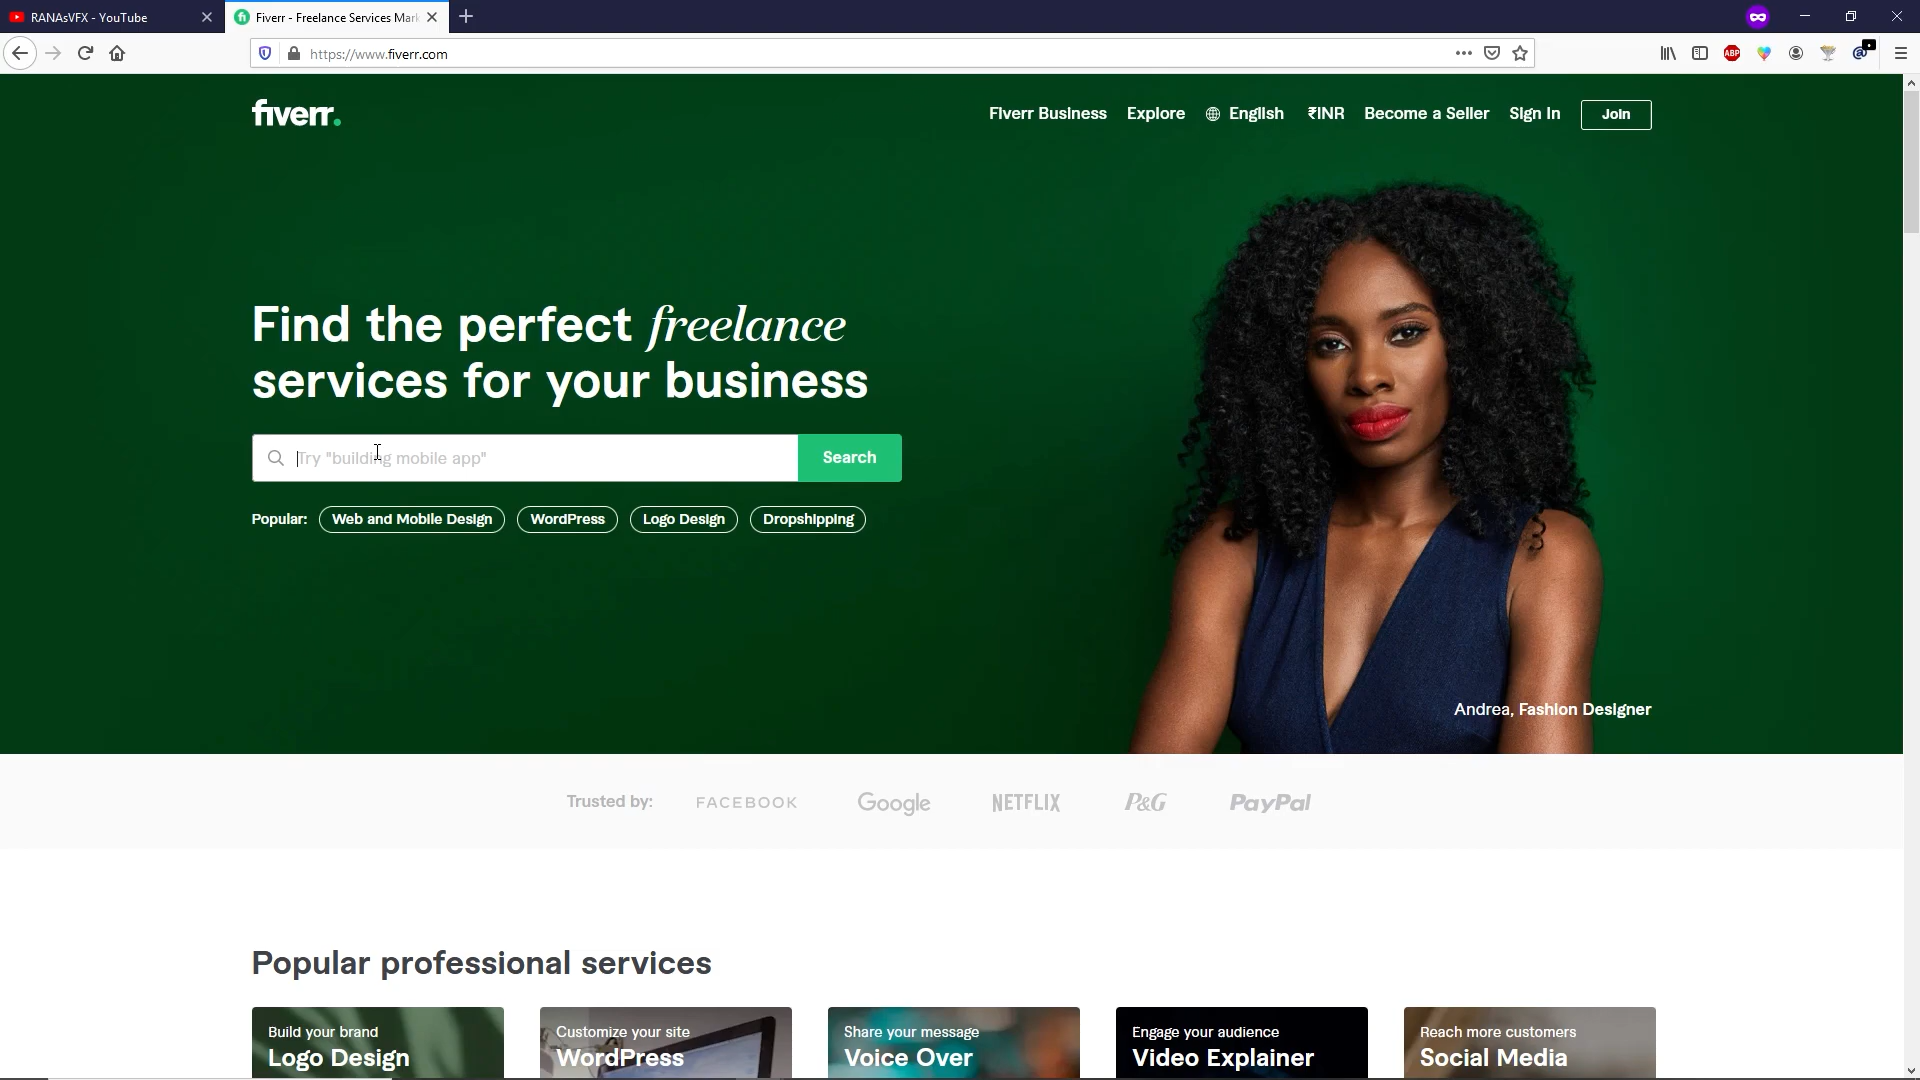 RANAsVFX - YouTube
Fiverr - Freelance Services Mark
https://www.fiverr.com
ABP
fiverr.
Fiverr Business
Explore
English
₹INR
Become a Seller
Sign In
Join
Find the perfect freelance
services for your business
Try "building mobile app"
Search
Popular:
Web and Mobile Design
WordPress
Logo Design
Dropshipping
Andrea, Fashion Designer
Trusted by:
FACEBOOK
Google
NETFLIX
P&G
PayPal
Popular professional services
Build your brand
Logo Design
Customize your site
WordPress
Share your message
Voice Over
Engage your audience
Video Explainer
Reach more customers
Social Media